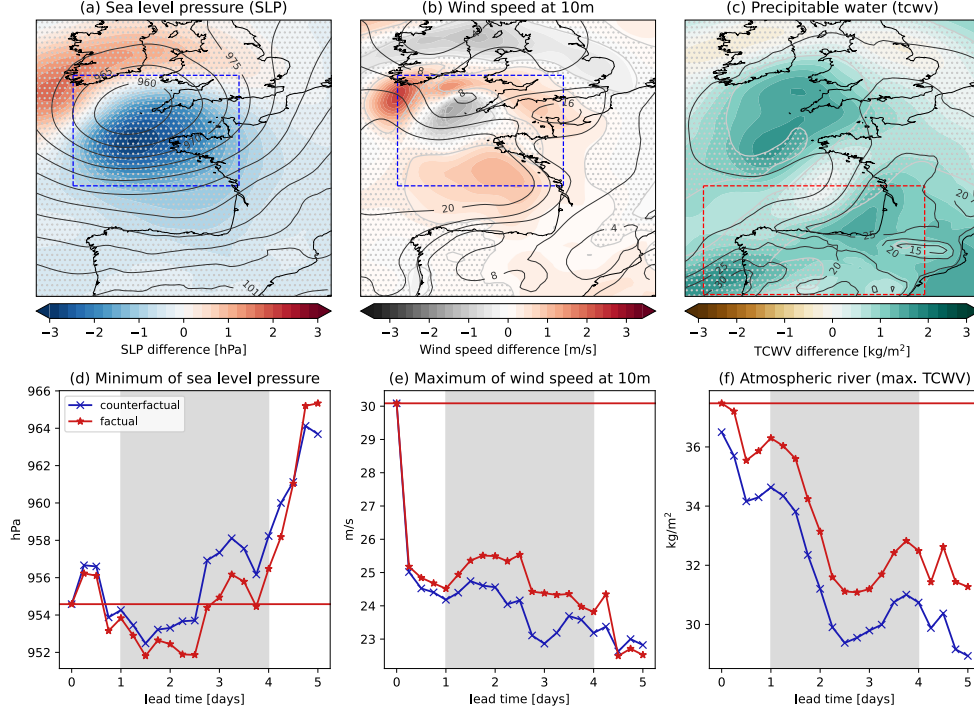 (a) Sea level pressure (SLP)
(b) Wind speed at 10m
(c) Precipitable water (tcwv)
965
960
975
101
8
8
16
20
4
8
20
25
15
20
20
25
30
0
4
−3 −2 −1 0 1 2 3
SLP difference [hPa]
−3 −2 −1 0 1 2 3
Wind speed difference [m/s]
−3 −2 −1 0 1 2 3
TCWV difference [kg/m²]
(d) Minimum of sea level pressure
counterfactual
factual
966
964
962
960
958
956
954
952
hPa
0 1 2 3 4 5
lead time [days]
(e) Maximum of wind speed at 10m
30
29
28
27
26
25
24
23
m/s
0 1 2 3 4 5
lead time [days]
(f) Atmospheric river (max. TCWV)
36
34
32
30
kg/m²
0 1 2 3 4 5
lead time [days]